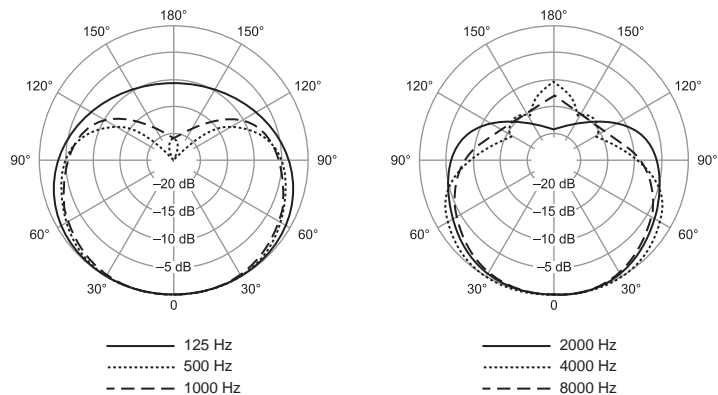 180°
150° 150°
120° 120°
90° 90°
60° 60°
30° 30°
0
–20 dB
–15 dB
–10 dB
–5 dB
125 Hz
500 Hz
1000 Hz
180°
150° 150°
120° 120°
90° 90°
60° 60°
30° 30°
0
–20 dB
–15 dB
–10 dB
–5 dB
2000 Hz
4000 Hz
8000 Hz